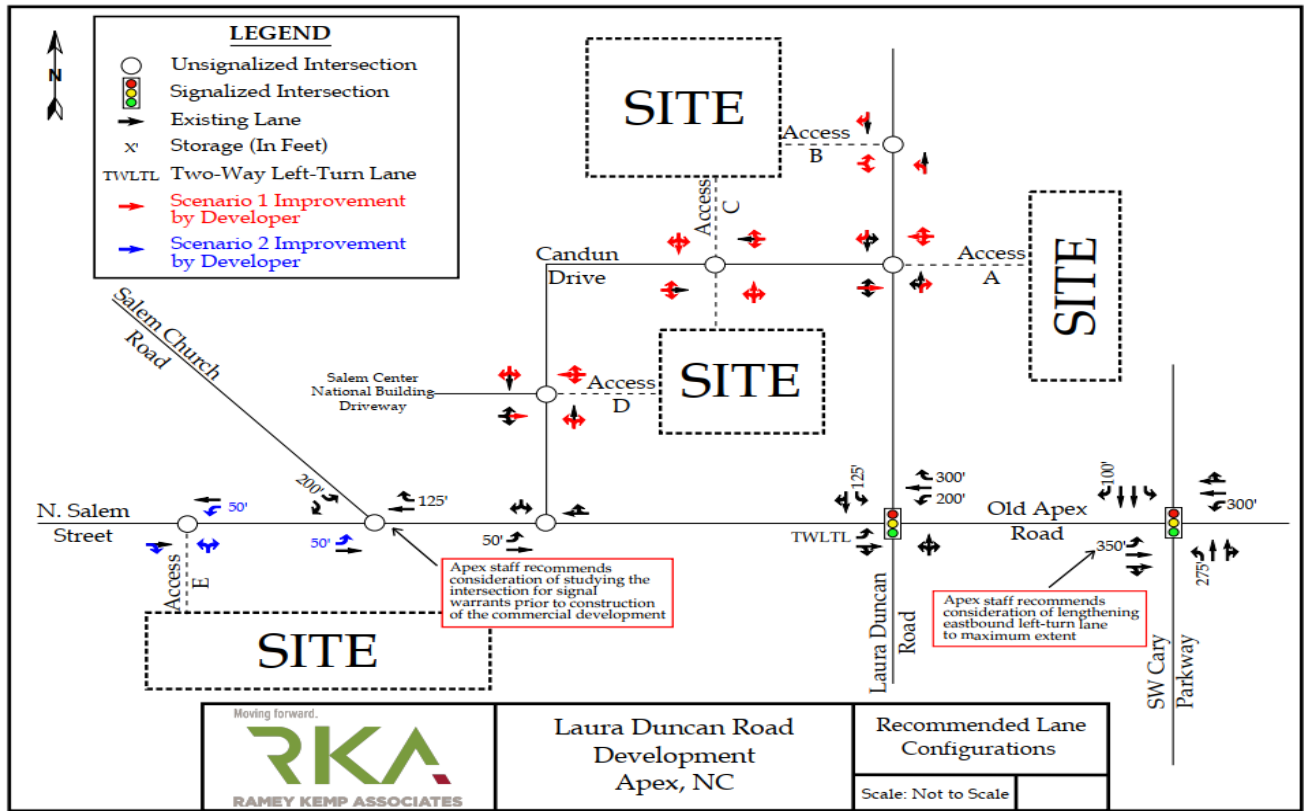 LEGEND
Unsignalized Intersection
Signalized Intersection
Existing Lane
X' Storage (In Feet)
TWLTL Two-Way Left-Turn Lane
Scenario 1 Improvement
by Developer
Scenario 2 Improvement
by Developer
N
SITE
Access
B
Access
C
Candun
Drive
Access
A
SITE
Salem Church
Road
Salem Center
National Building
Driveway
Access
D
SITE
N. Salem
Street
50'
200'
125'
50'
50'
125'
300'
200'
TWLTL
Old Apex
Road
100'
300'
350'
275'
Access
E
SITE
Apex staff recommends
consideration of studying the
intersection for signal
warrants prior to construction
of the commercial development
Laura Duncan
Road
Apex staff recommends
consideration of lengthening
eastbound left-turn lane
to maximum extent
SW Cary
Parkway
Moving forward.
RKA
RAMEY KEMP ASSOCIATES
Laura Duncan Road
Development
Apex, NC
Recommended Lane
Configurations
Scale: Not to Scale